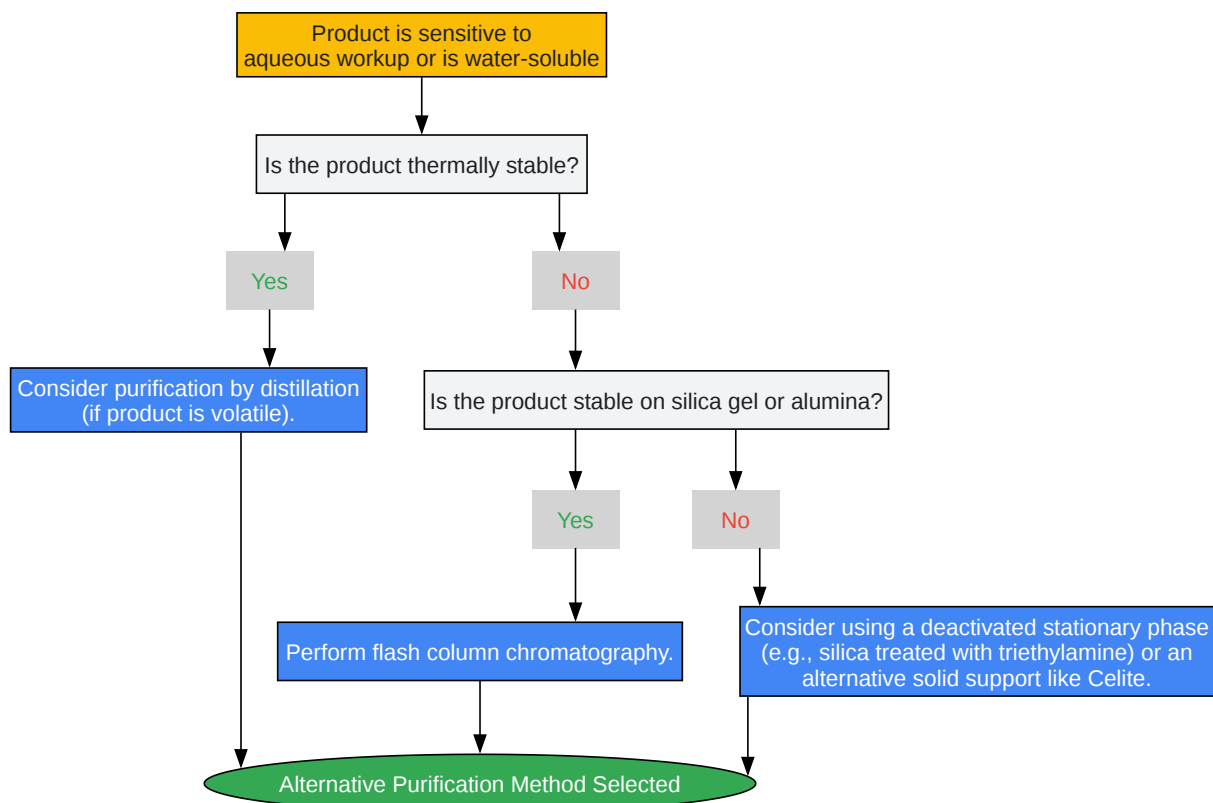 Product is sensitive to
aqueous workup or is water-soluble
Is the product thermally stable?
Yes
No
Consider purification by distillation
(if product is volatile).
Is the product stable on silica gel or alumina?
Yes
No
Perform flash column chromatography.
Consider using a deactivated stationary phase
(e.g., silica treated with triethylamine) or an
alternative solid support like Celite.
Alternative Purification Method Selected